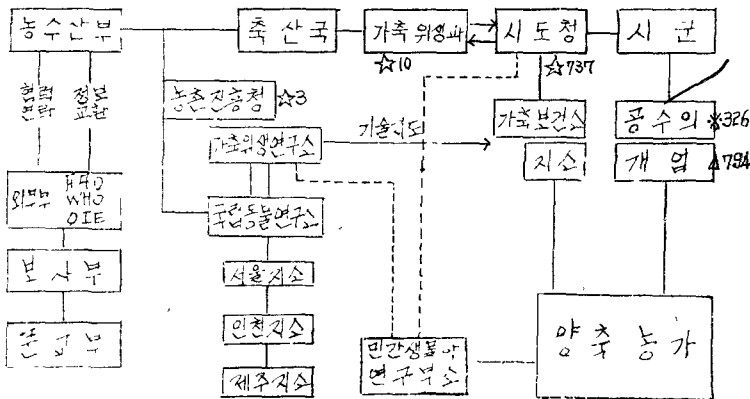 농수산부
축산국
가축위생과
시도청
시군
☆10
☆737
협력
연락
정보
교환
농촌진흥청
☆3
가축위생연구소
기술지도
가축보건소
지소
공수의
※326
개업
△794
외무부
FAO
WHO
OIE
국립동물연구소
보사부
서울지소
인천지소
제주지소
민간생물약
연구부소
양축농가